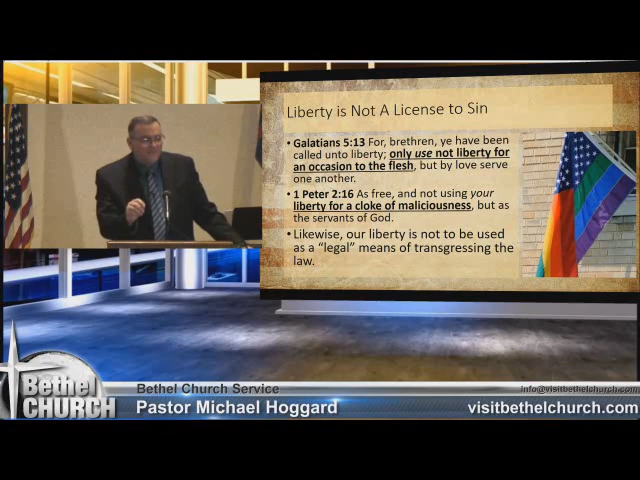 Liberty is Not A License to Sin
• Galatians 5:13 For, brethren, ye have been
called unto liberty; only use not liberty for
an occasion to the flesh, but by love serve
one another.
• 1 Peter 2:16 As free, and not using your
liberty for a cloke of maliciousness, but as
the servants of God.
• Likewise, our liberty is not to be used
as a “legal” means of transgressing the
law.
Bethel
CHURCH
Bethel Church Service
info@visitbethelchurch.com
Pastor Michael Hoggard
visitbethelchurch.com